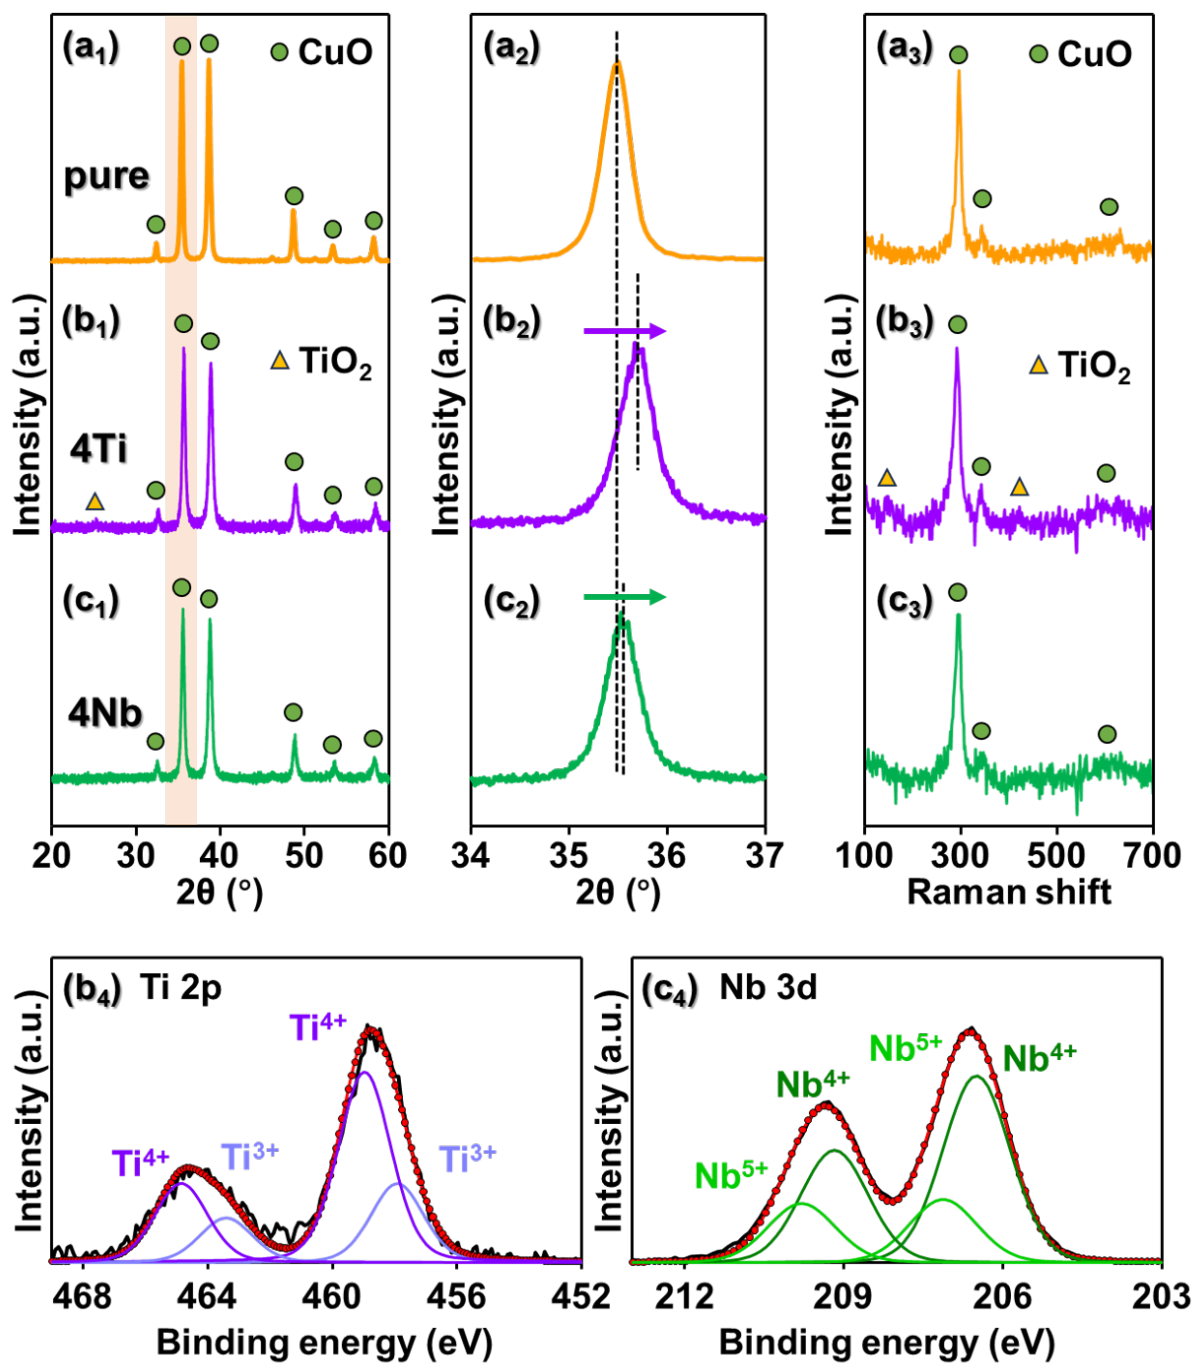 (a₁) CuO
pure
(b₁)
TiO₂
4Ti
(c₁)
4Nb
Intensity (a.u.)
Intensity (a.u.)
20 30 40 50 60
2θ (°)
(a₂)
(b₂)
(c₂)
Intensity (a.u.)
Intensity (a.u.)
34 35 36 37
2θ (°)
(a₃) CuO
(b₃)
TiO₂
(c₃)
Intensity (a.u.)
Intensity (a.u.)
100 300 500 700
Raman shift
(b₄) Ti 2p
Ti⁴⁺
Ti⁴⁺ Ti³⁺ Ti³⁺
Intensity (a.u.)
468 464 460 456 452
Binding energy (eV)
(c₄) Nb 3d
Nb⁵⁺
Nb⁴⁺ Nb⁴⁺
Nb⁵⁺
Intensity (a.u.)
212 209 206 203
Binding energy (eV)